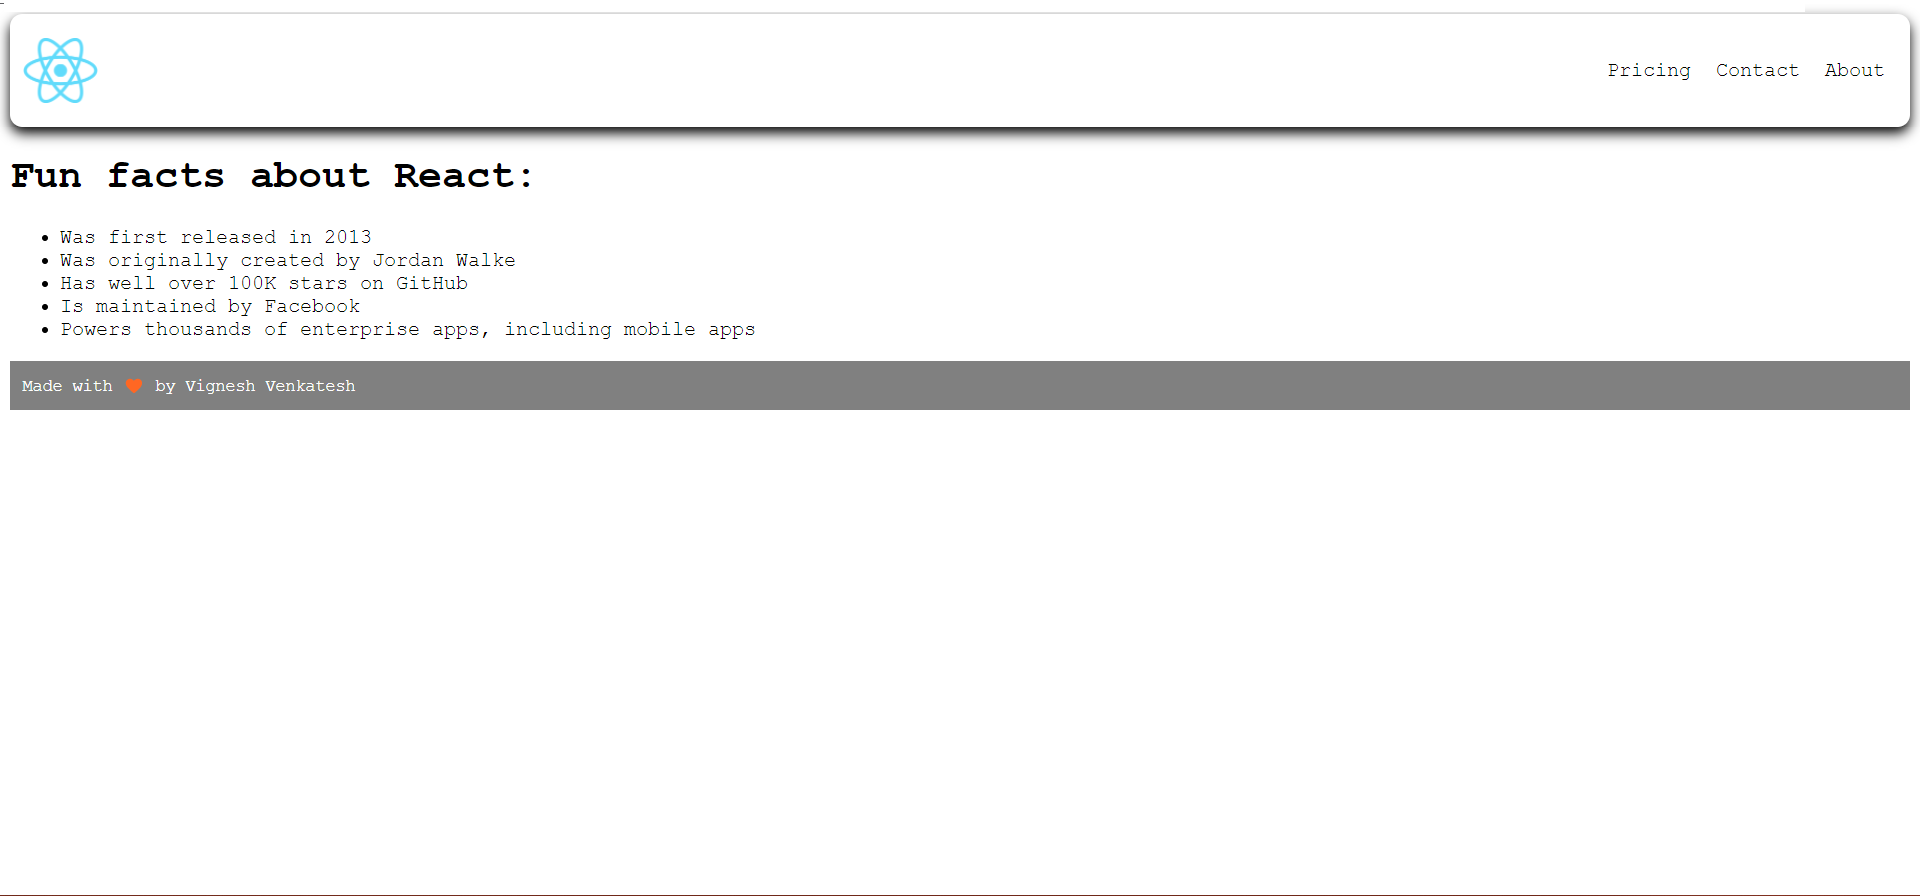 Pricing Contact About
Fun facts about React:
Was first released in 2013
Was originally created by Jordan Walke
Has well over 100K stars on GitHub
Is maintained by Facebook
Powers thousands of enterprise apps, including mobile apps
Made with 🧡 by Vignesh Venkatesh